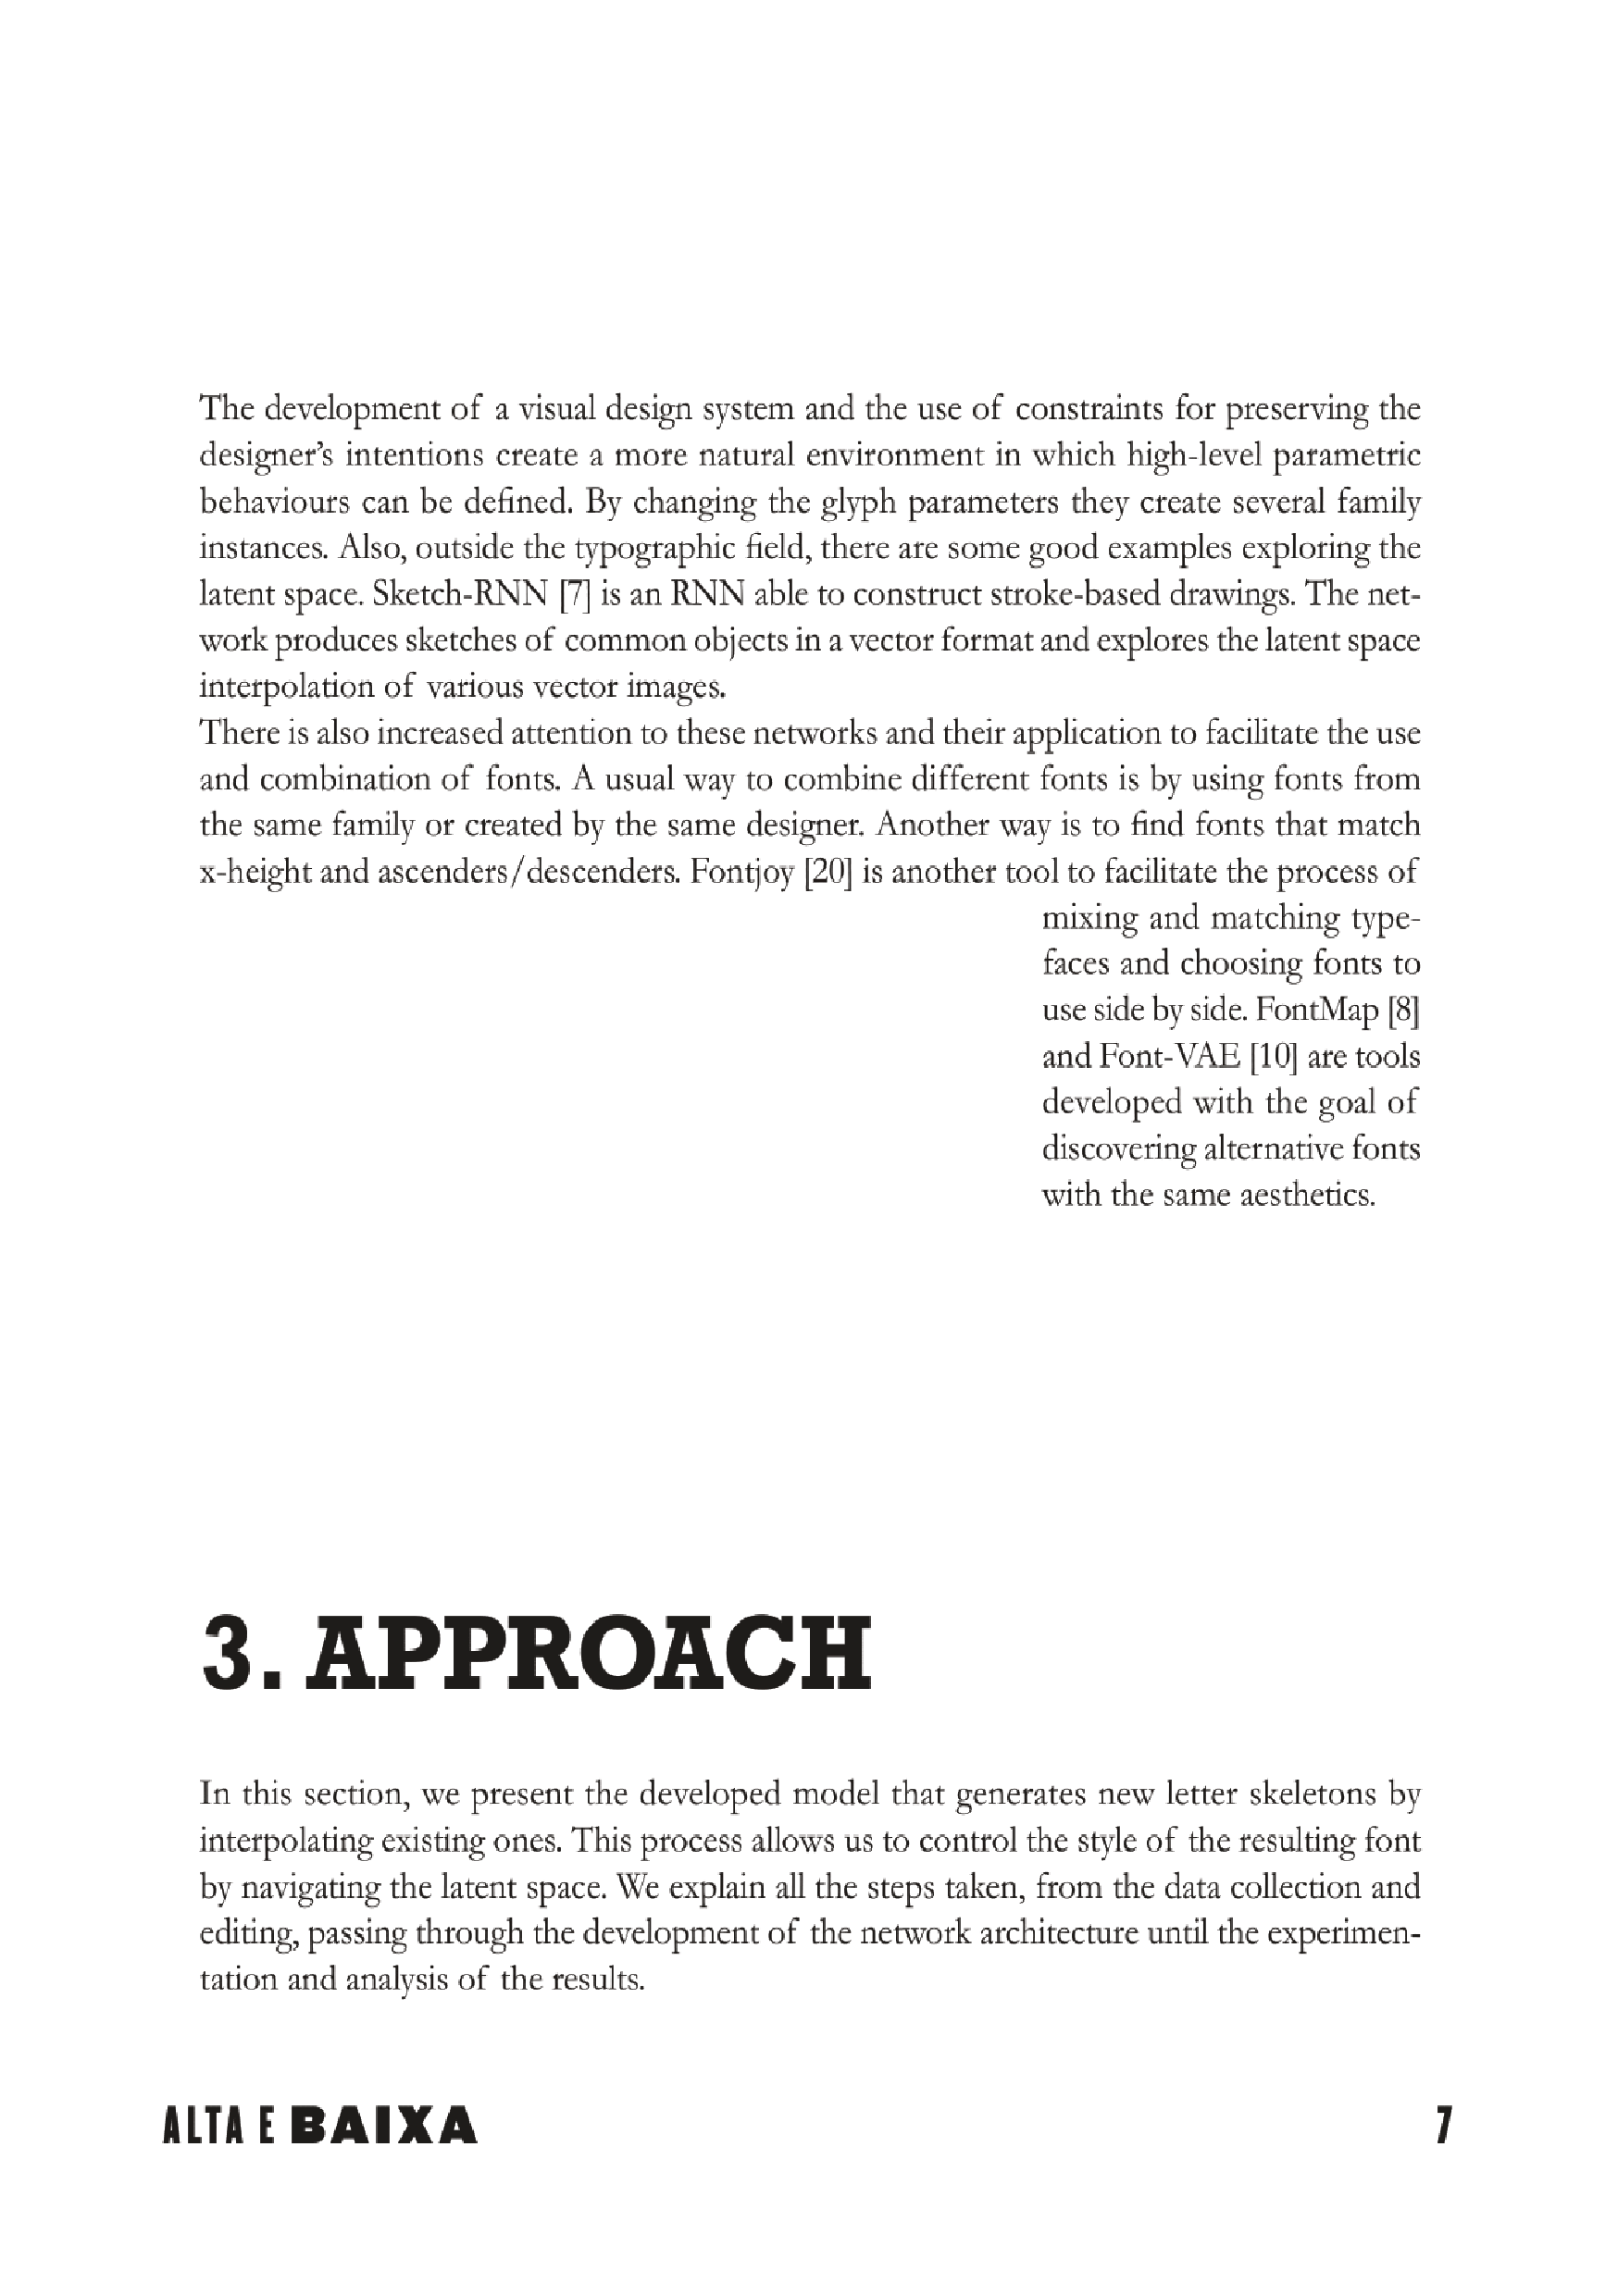 The development of a visual design system and the use of constraints for preserving the
designer’s intentions create a more natural environment in which high-level parametric
behaviours can be defined. By changing the glyph parameters they create several family
instances. Also, outside the typographic field, there are some good examples exploring the
latent space. Sketch-RNN [7] is an RNN able to construct stroke-based drawings. The net-
work produces sketches of common objects in a vector format and explores the latent space
interpolation of various vector images.
There is also increased attention to these networks and their application to facilitate the use
and combination of fonts. A usual way to combine different fonts is by using fonts from
the same family or created by the same designer. Another way is to find fonts that match
x-height and ascenders/descenders. Fontjoy [20] is another tool to facilitate the process of
mixing and matching type-
faces and choosing fonts to
use side by side. FontMap [8]
and Font-VAE [10] are tools
developed with the goal of
discovering alternative fonts
with the same aesthetics.
3. APPROACH
In this section, we present the developed model that generates new letter skeletons by
interpolating existing ones. This process allows us to control the style of the resulting font
by navigating the latent space. We explain all the steps taken, from the data collection and
editing, passing through the development of the network architecture until the experimen-
tation and analysis of the results.
ALTA E BAIXA
7